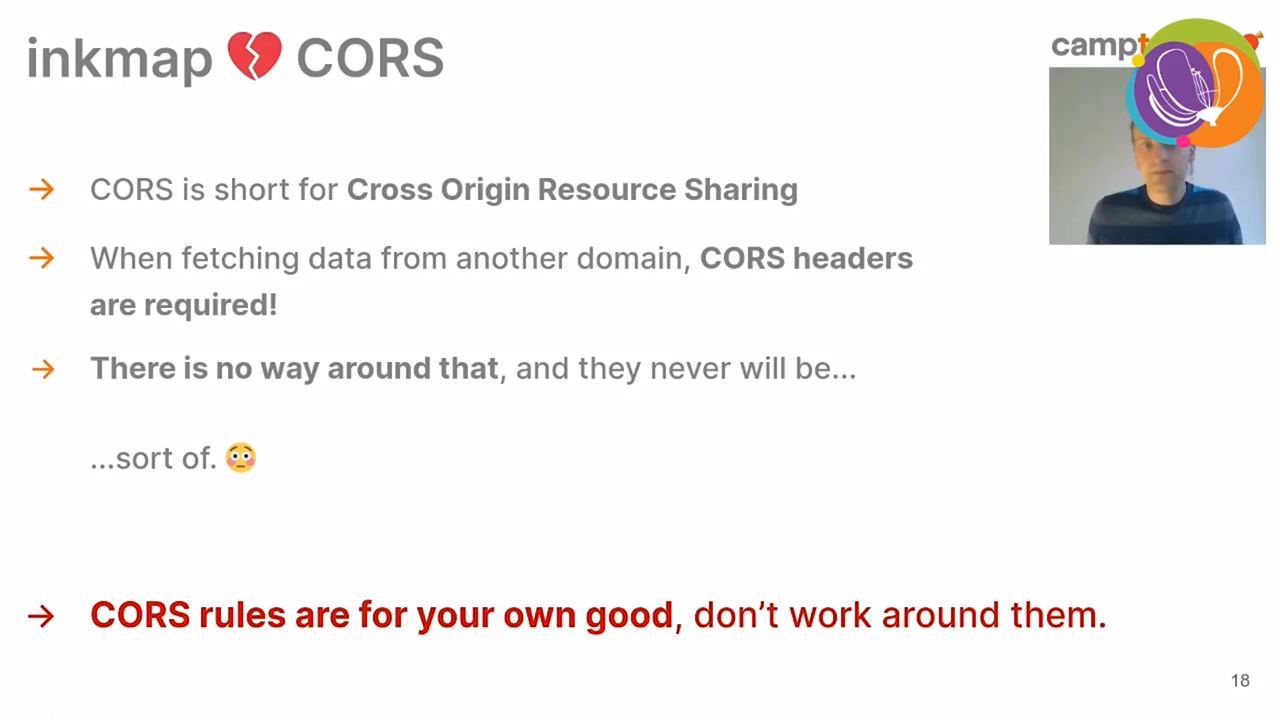 inkmap 💔 CORS
campt
→ CORS is short for Cross Origin Resource Sharing
→ When fetching data from another domain, CORS headers
are required!
→ There is no way around that, and they never will be...
...sort of. 😳
→ CORS rules are for your own good, don’t work around them.
18